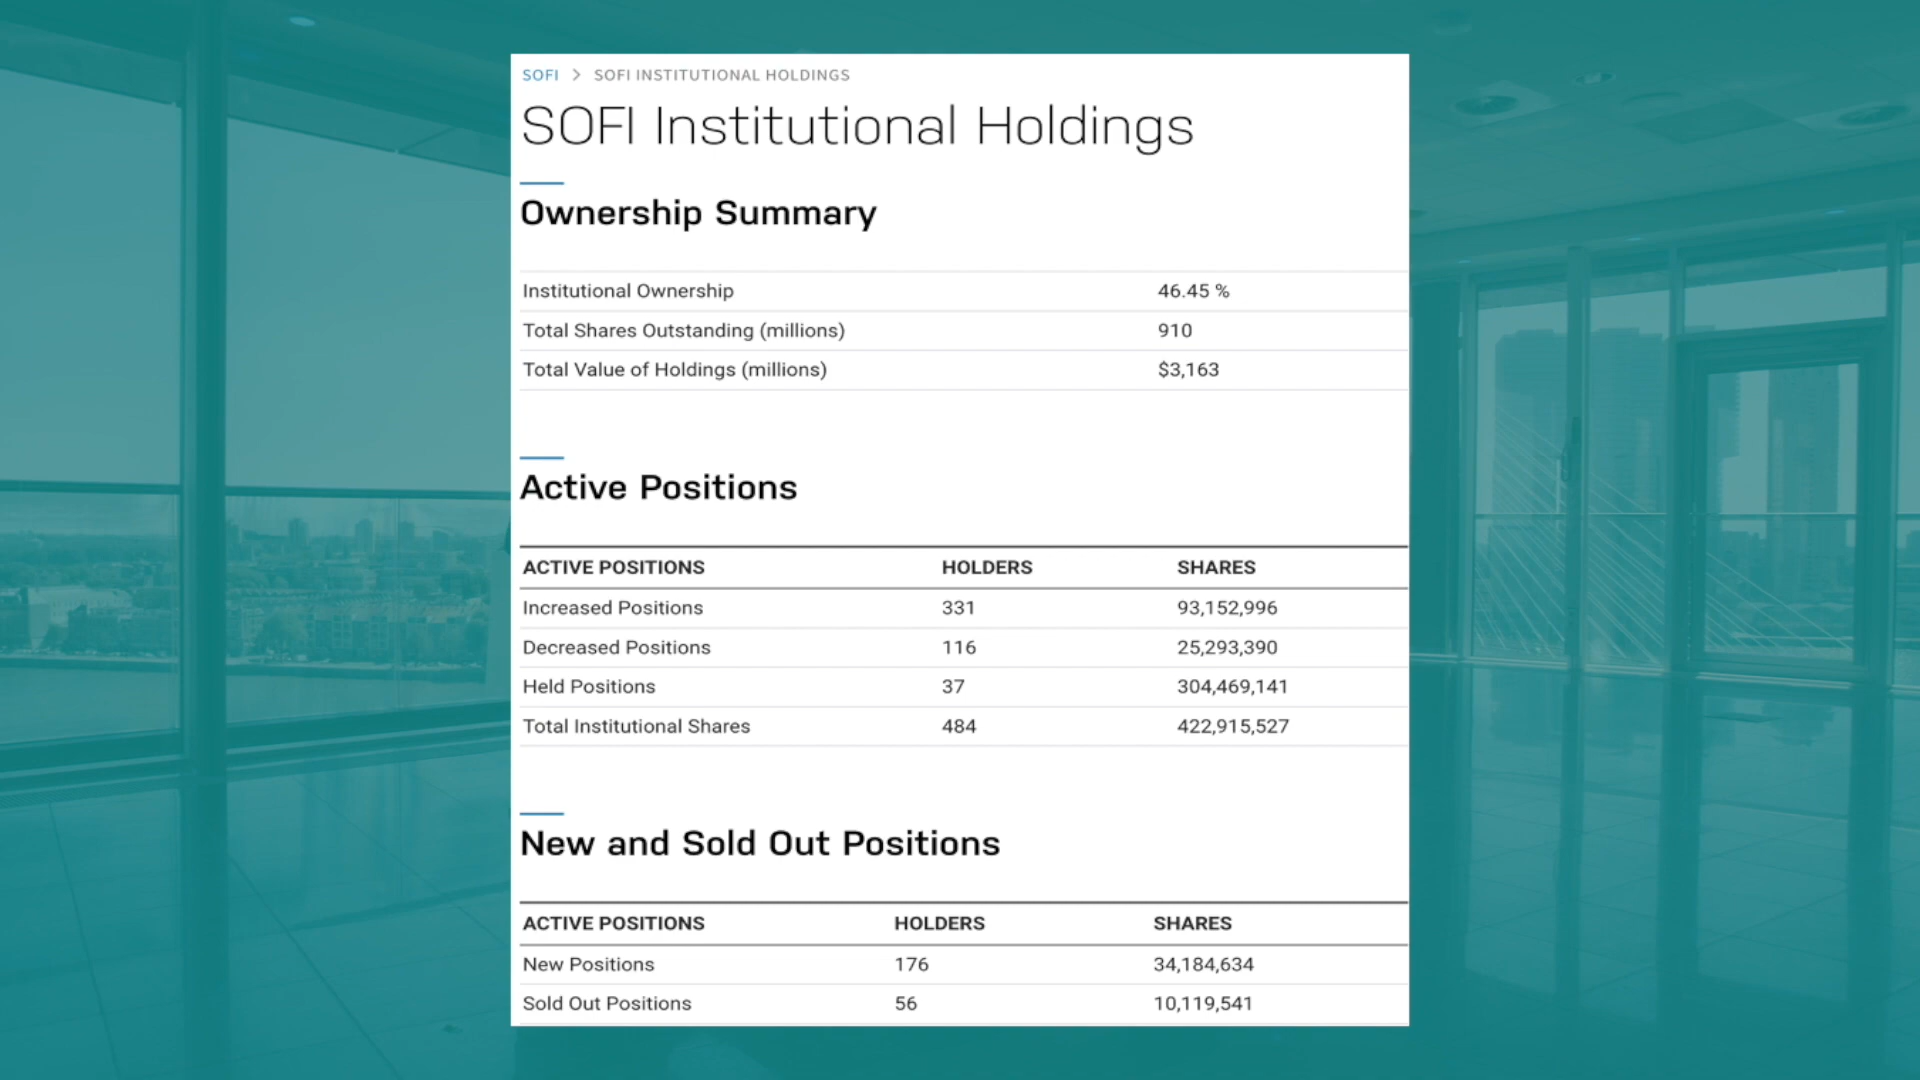 SOFI > SOFI INSTITUTIONAL HOLDINGS
SOFI Institutional Holdings
Ownership Summary
Institutional Ownership 46.45 %
Total Shares Outstanding (millions) 910
Total Value of Holdings (millions) $3,163
Active Positions
ACTIVE POSITIONS HOLDERS SHARES
Increased Positions 331 93,152,996
Decreased Positions 116 25,293,390
Held Positions 37 304,469,141
Total Institutional Shares 484 422,915,527
New and Sold Out Positions
ACTIVE POSITIONS HOLDERS SHARES
New Positions 176 34,184,634
Sold Out Positions 56 10,119,541